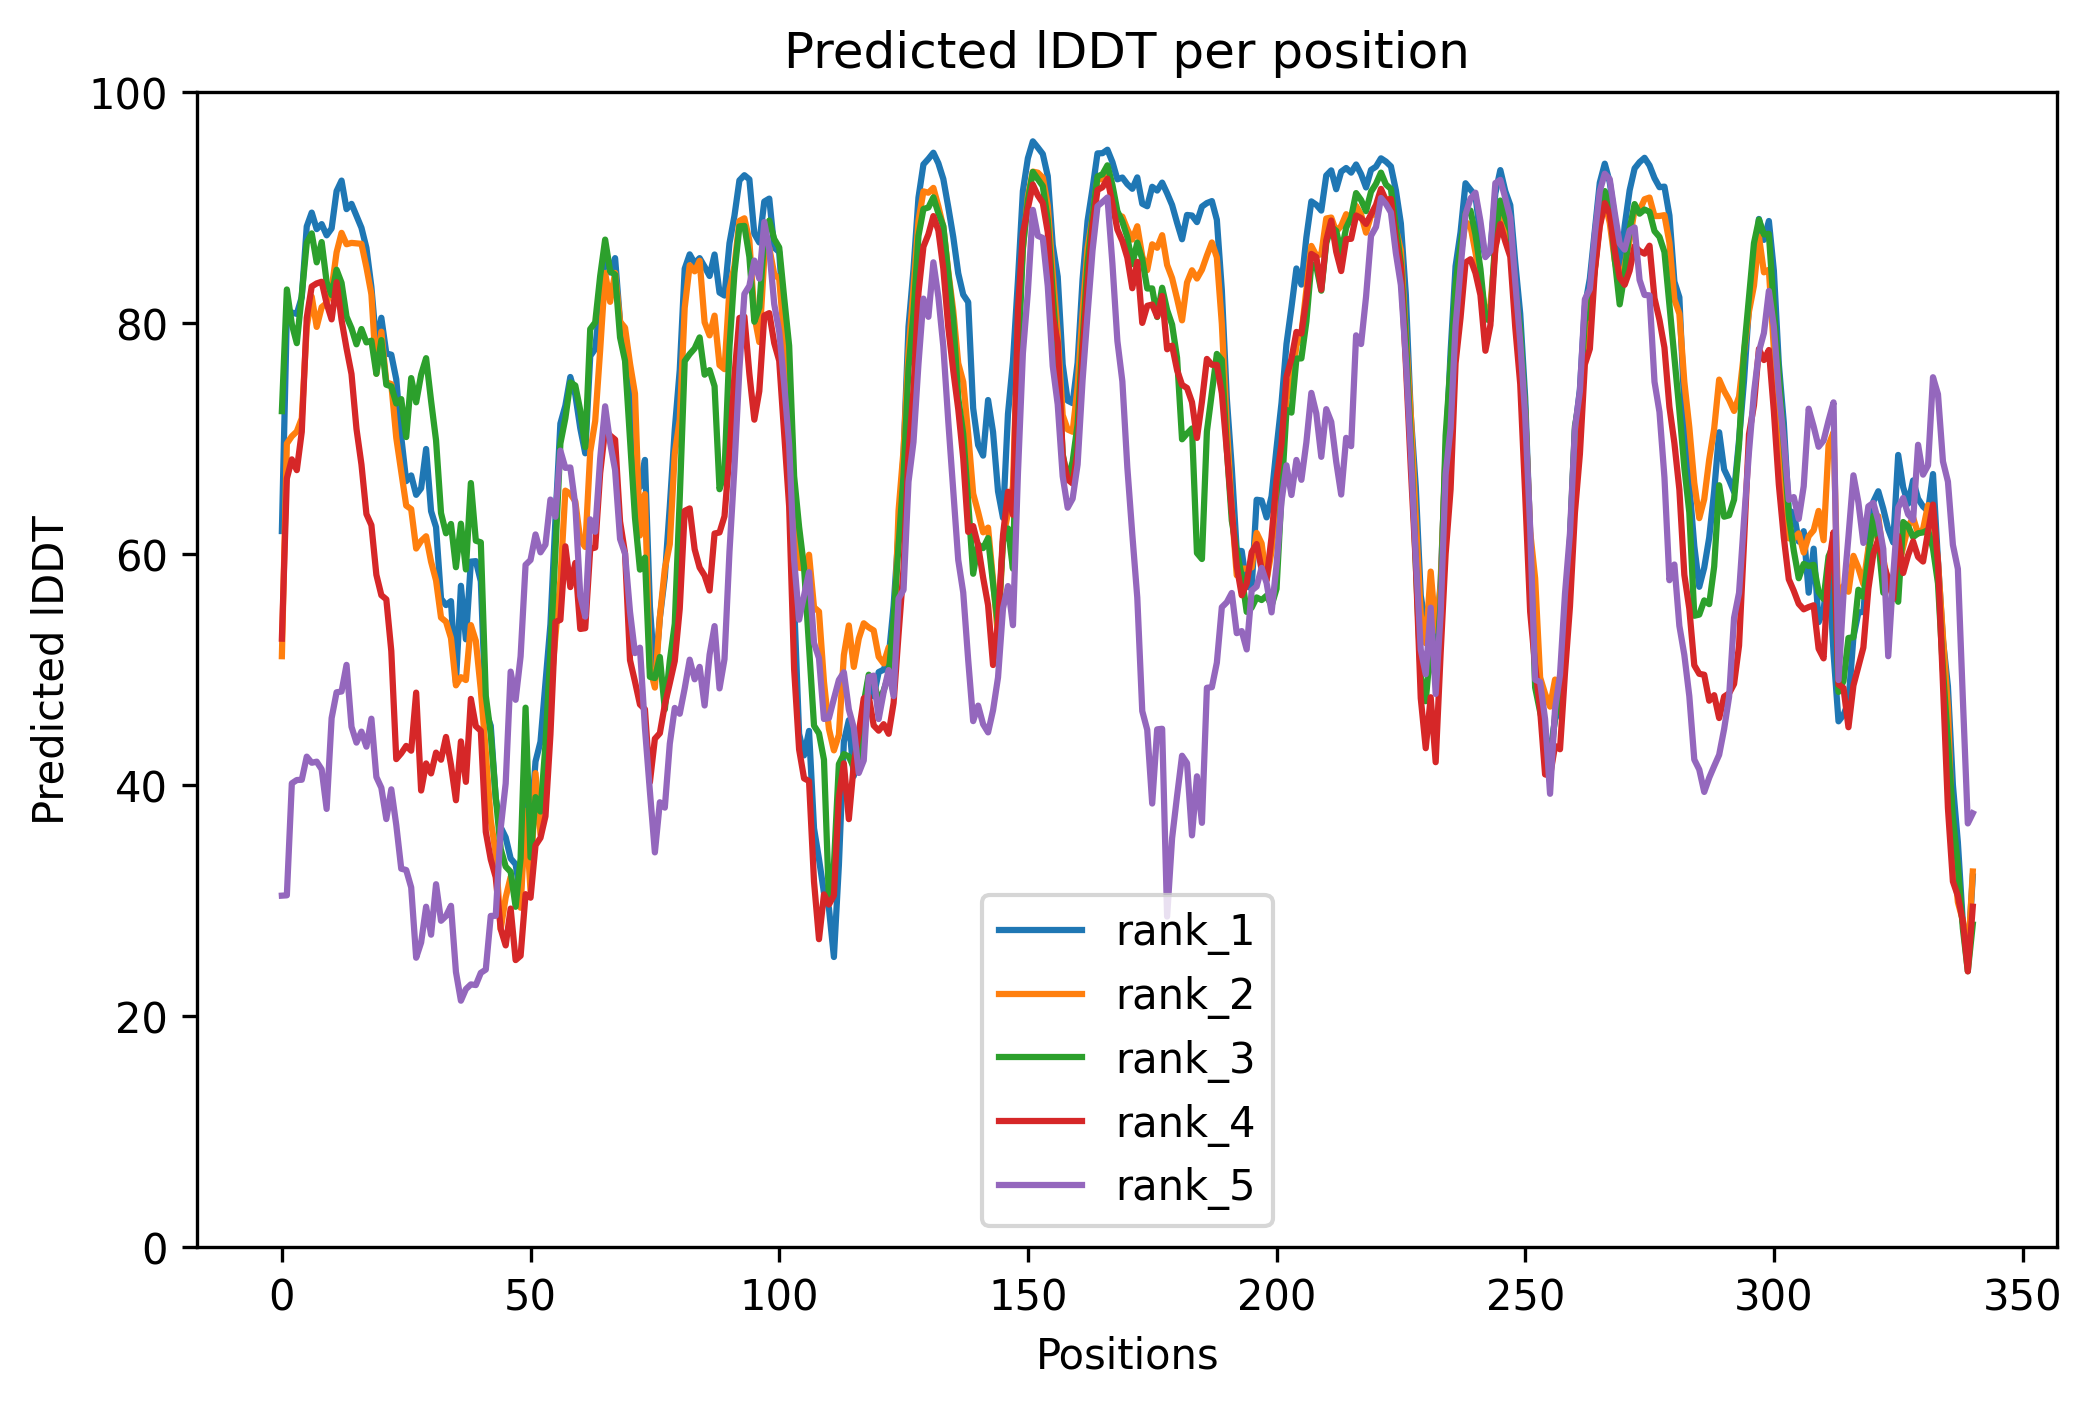 Predicted lDDT per position
Predicted lDDT
100
80
60
40
20
0
0 50 100 150 200 250 300 350
Positions
rank_1
rank_2
rank_3
rank_4
rank_5